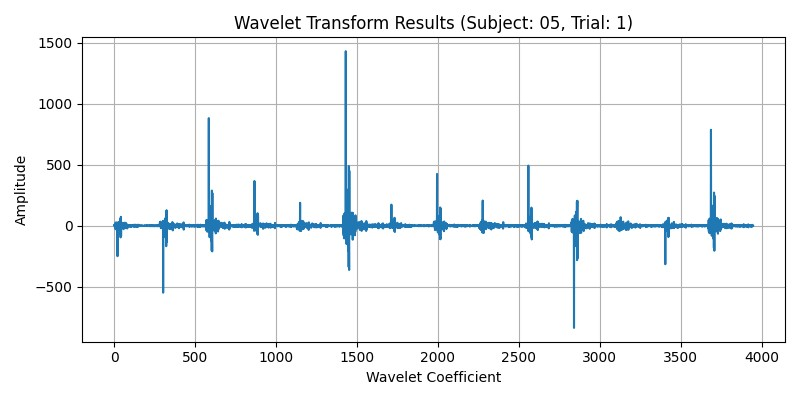 Wavelet Transform Results (Subject: 05, Trial: 1)
1500
1000
500
0
−500
Amplitude
0 500 1000 1500 2000 2500 3000 3500 4000
Wavelet Coefficient